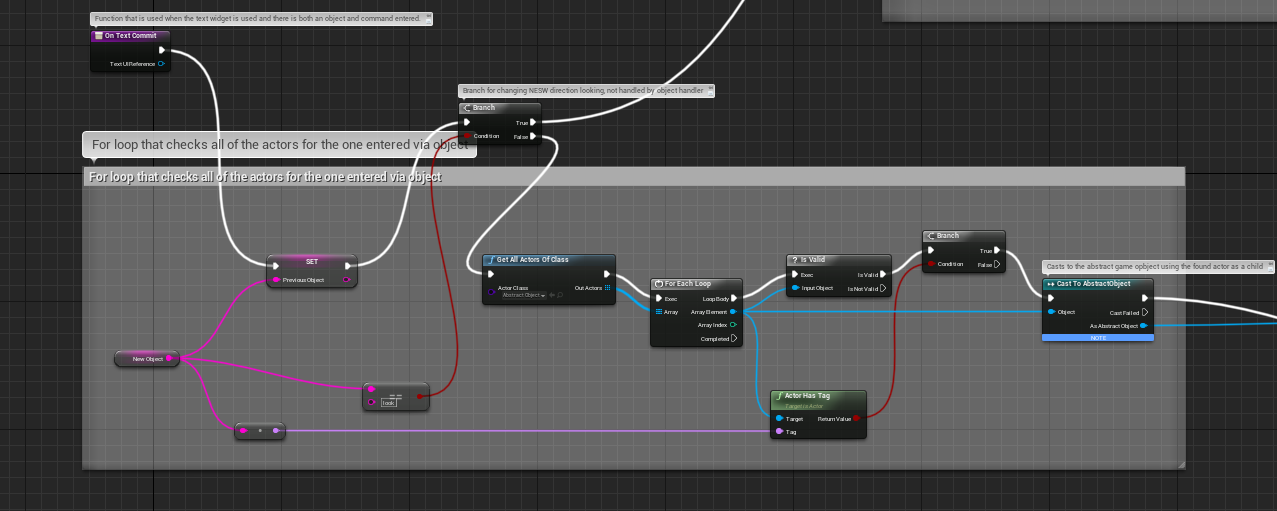 Function that is used when the text widget is used and there is both an object and command entered.
On Text Commit
Text UI Reference
Branch for changing NESW direction looking, not handled by object handler
Branch
True
Condition
False
For loop that checks all of the actors for the one entered via object
For loop that checks all of the actors for the one entered via object
SET
Previous Object
Get All Actors Of Class
Actor Class
Abstract Object
Out Actors
For Each Loop
Exec
Loop Body
Array
Array Element
Array Index
Completed
? Is Valid
Exec
Is Valid
Input Object
Is Not Valid
Branch
True
Condition
False
Casts to the abstract game opbject using the found actor as a child
Cast To AbstractObject
Object
Cast Failed
As Abstract Object
NOTE
New Object
==
look
Actor Has Tag
Target is Actor
Target
Return Value
Tag